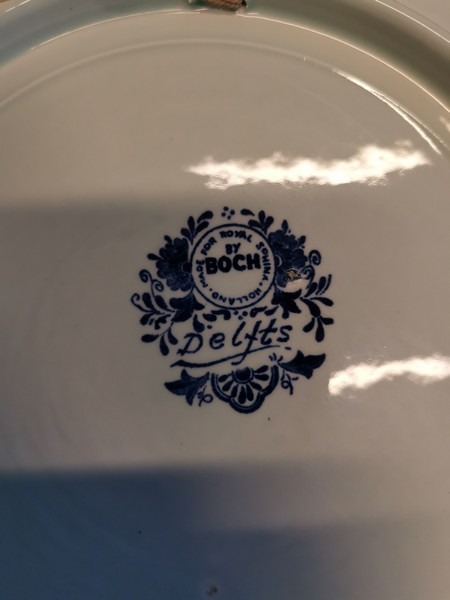 MADE FOR ROYAL SPHINX · HOLLAND ·
BY
BOCH
Delfts